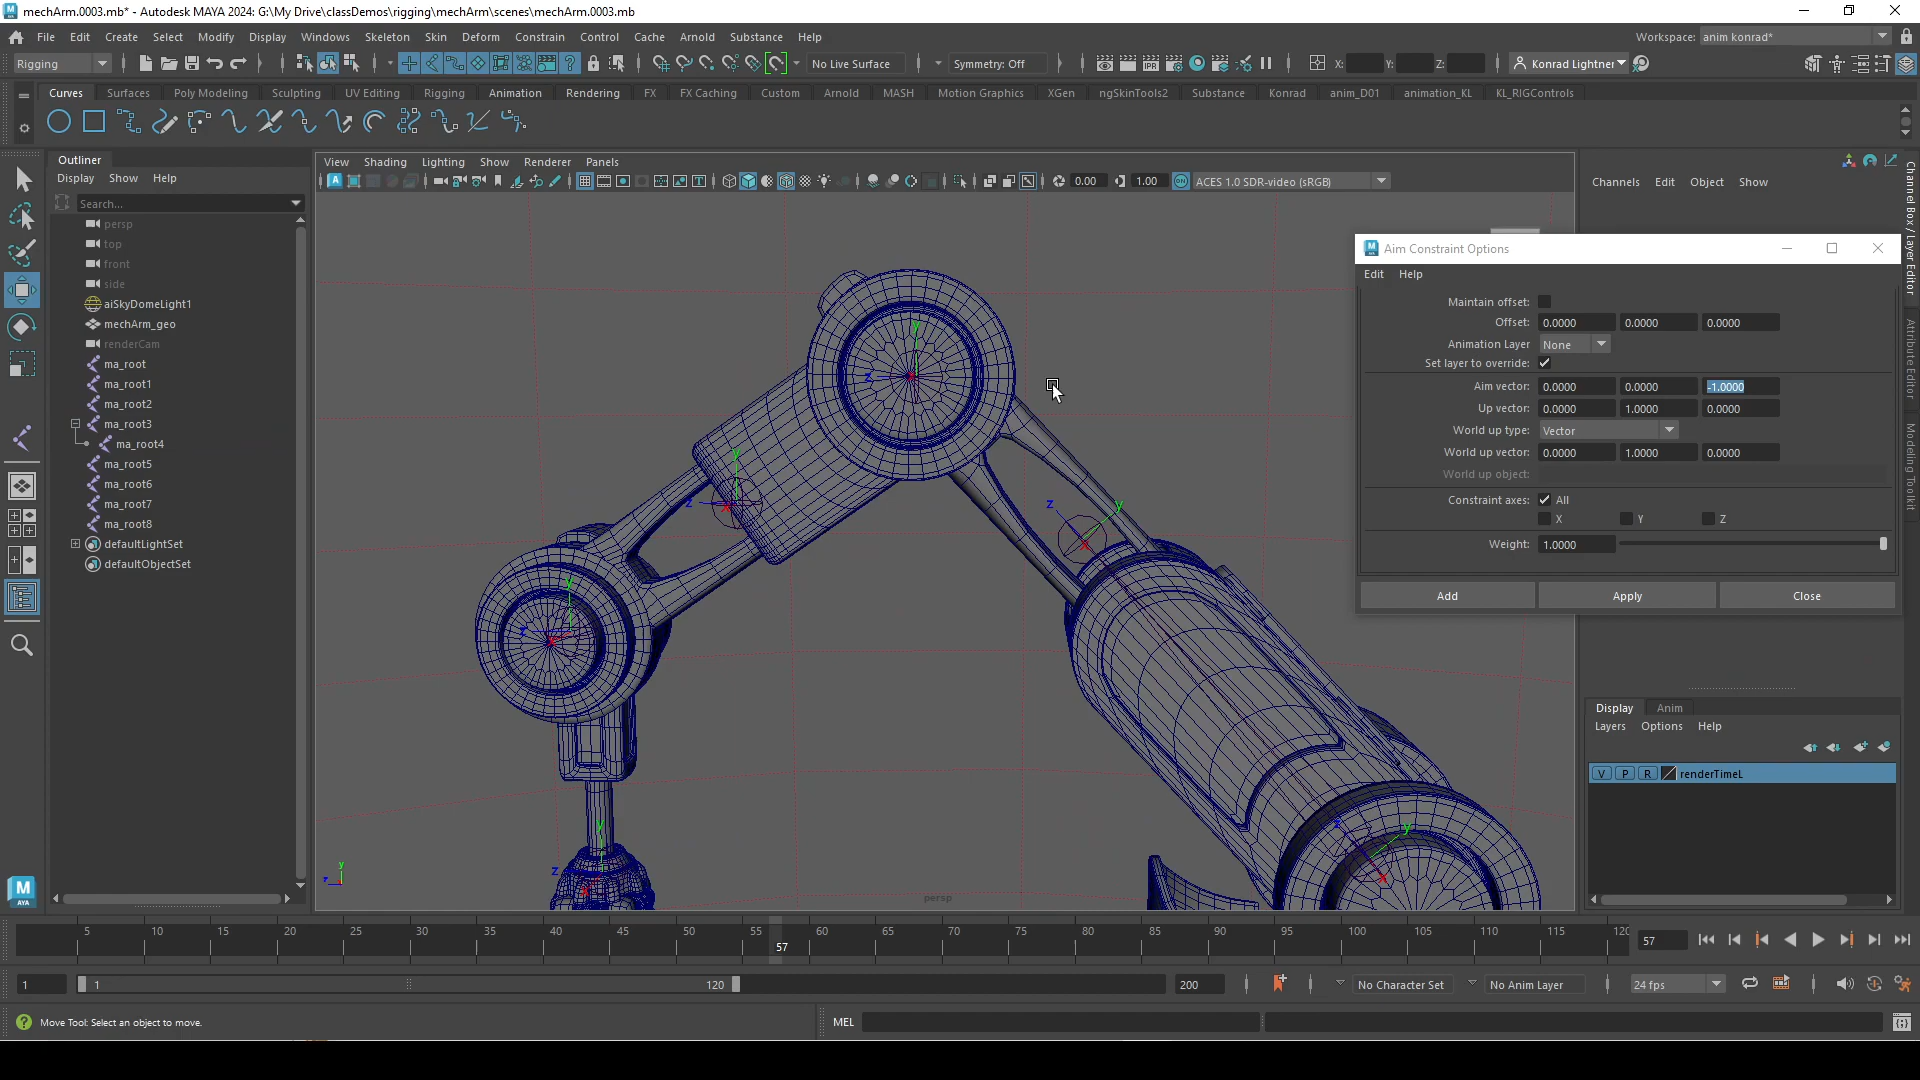 mechArm.0003.mb* - Autodesk MAYA 2024: G:\My Drive\classDemos\rigging\mechArm\scenes\mechArm.0003.mb
File Edit Create Select Modify Display Windows Skeleton Skin Deform Constrain Control Cache Arnold Substance Help
Workspace: anim konrad*
Rigging
No Live Surface
Symmetry: Off
X: Y: Z:
Konrad Lightner
Curves Surfaces Poly Modeling Sculpting UV Editing Rigging Animation Rendering FX FX Caching Custom Arnold MASH Motion Graphics XGen ngSkinTools2 Substance Konrad anim_D01 animation_KL KL_RIGControls
Outliner
Display Show Help
Search...
persp
top
front
side
aiSkyDomeLight1
mechArm_geo
renderCam
ma_root
ma_root1
ma_root2
ma_root3
ma_root4
ma_root5
ma_root6
ma_root7
ma_root8
defaultLightSet
defaultObjectSet
View Shading Lighting Show Renderer Panels
0.00 1.00 ACES 1.0 SDR-video (sRGB)
persp
Channels Edit Object Show
Channel Box / Layer Editor
Attribute Editor
Modeling Toolkit
Aim Constraint Options
Edit Help
Maintain offset:
Offset: 0.0000 0.0000 0.0000
Animation Layer None
Set layer to override:
Aim vector: 0.0000 0.0000 -1.0000
Up vector: 0.0000 1.0000 0.0000
World up type: Vector
World up vector: 0.0000 1.0000 0.0000
World up object:
Constraint axes: All
X Y Z
Weight: 1.0000
Add Apply Close
Display Anim
Layers Options Help
V P R renderTimeL
5 10 15 20 25 30 35 40 45 50 55 57 60 65 70 75 80 85 90 95 100 105 110 115 120
57
1 1 120 200
No Character Set
No Anim Layer
24 fps
Move Tool: Select an object to move.
MEL